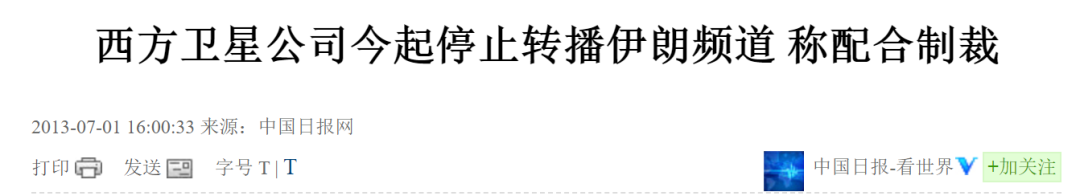 西方卫星公司今起停止转播伊朗频道 称配合制裁
2013-07-01 16:00:33 来源：中国日报网
打印 发送 字号 T | T 中国日报-看世界 +加关注